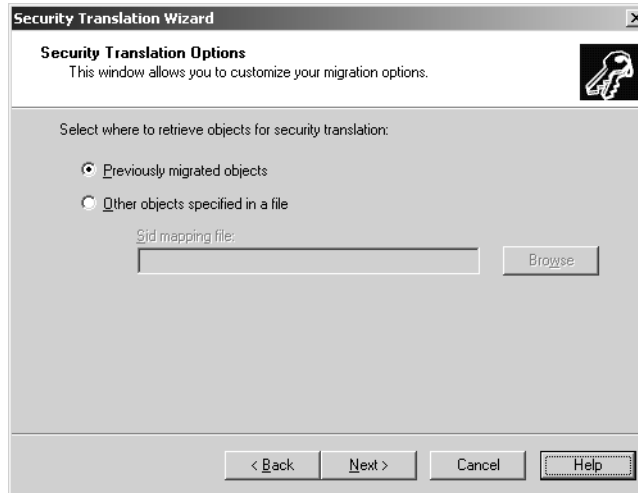 Security Translation Wizard
Security Translation Options
This window allows you to customize your migration options.
Select where to retrieve objects for security translation:
Previously migrated objects
Other objects specified in a file
Sid mapping file:
Browse
< Back Next > Cancel Help